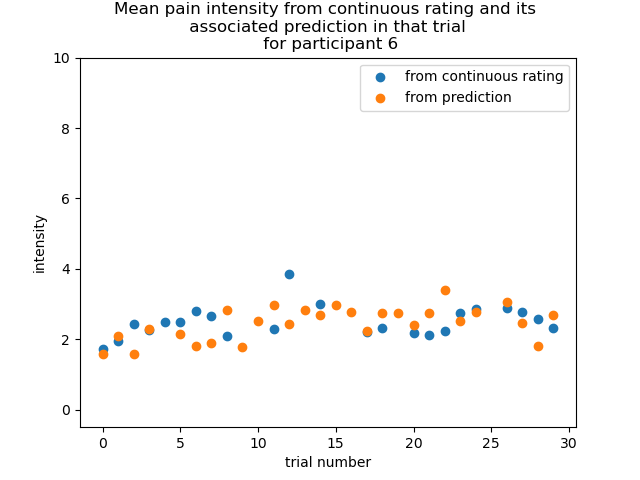 Mean pain intensity from continuous rating and its
associated prediction in that trial
for participant 6
from continuous rating
from prediction
10
8
6
4
2
0
intensity
0 5 10 15 20 25 30
trial number